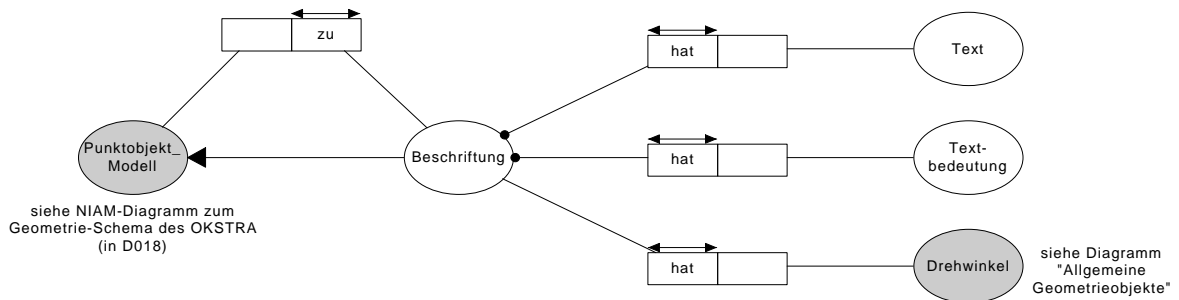 zu
hat
Text
Punktobjekt_
Modell
Beschriftung
hat
Text-
bedeutung
siehe NIAM-Diagramm zum
Geometrie-Schema des OKSTRA
(in D018)
hat
Drehwinkel
siehe Diagramm
"Allgemeine
Geometrieobjekte"